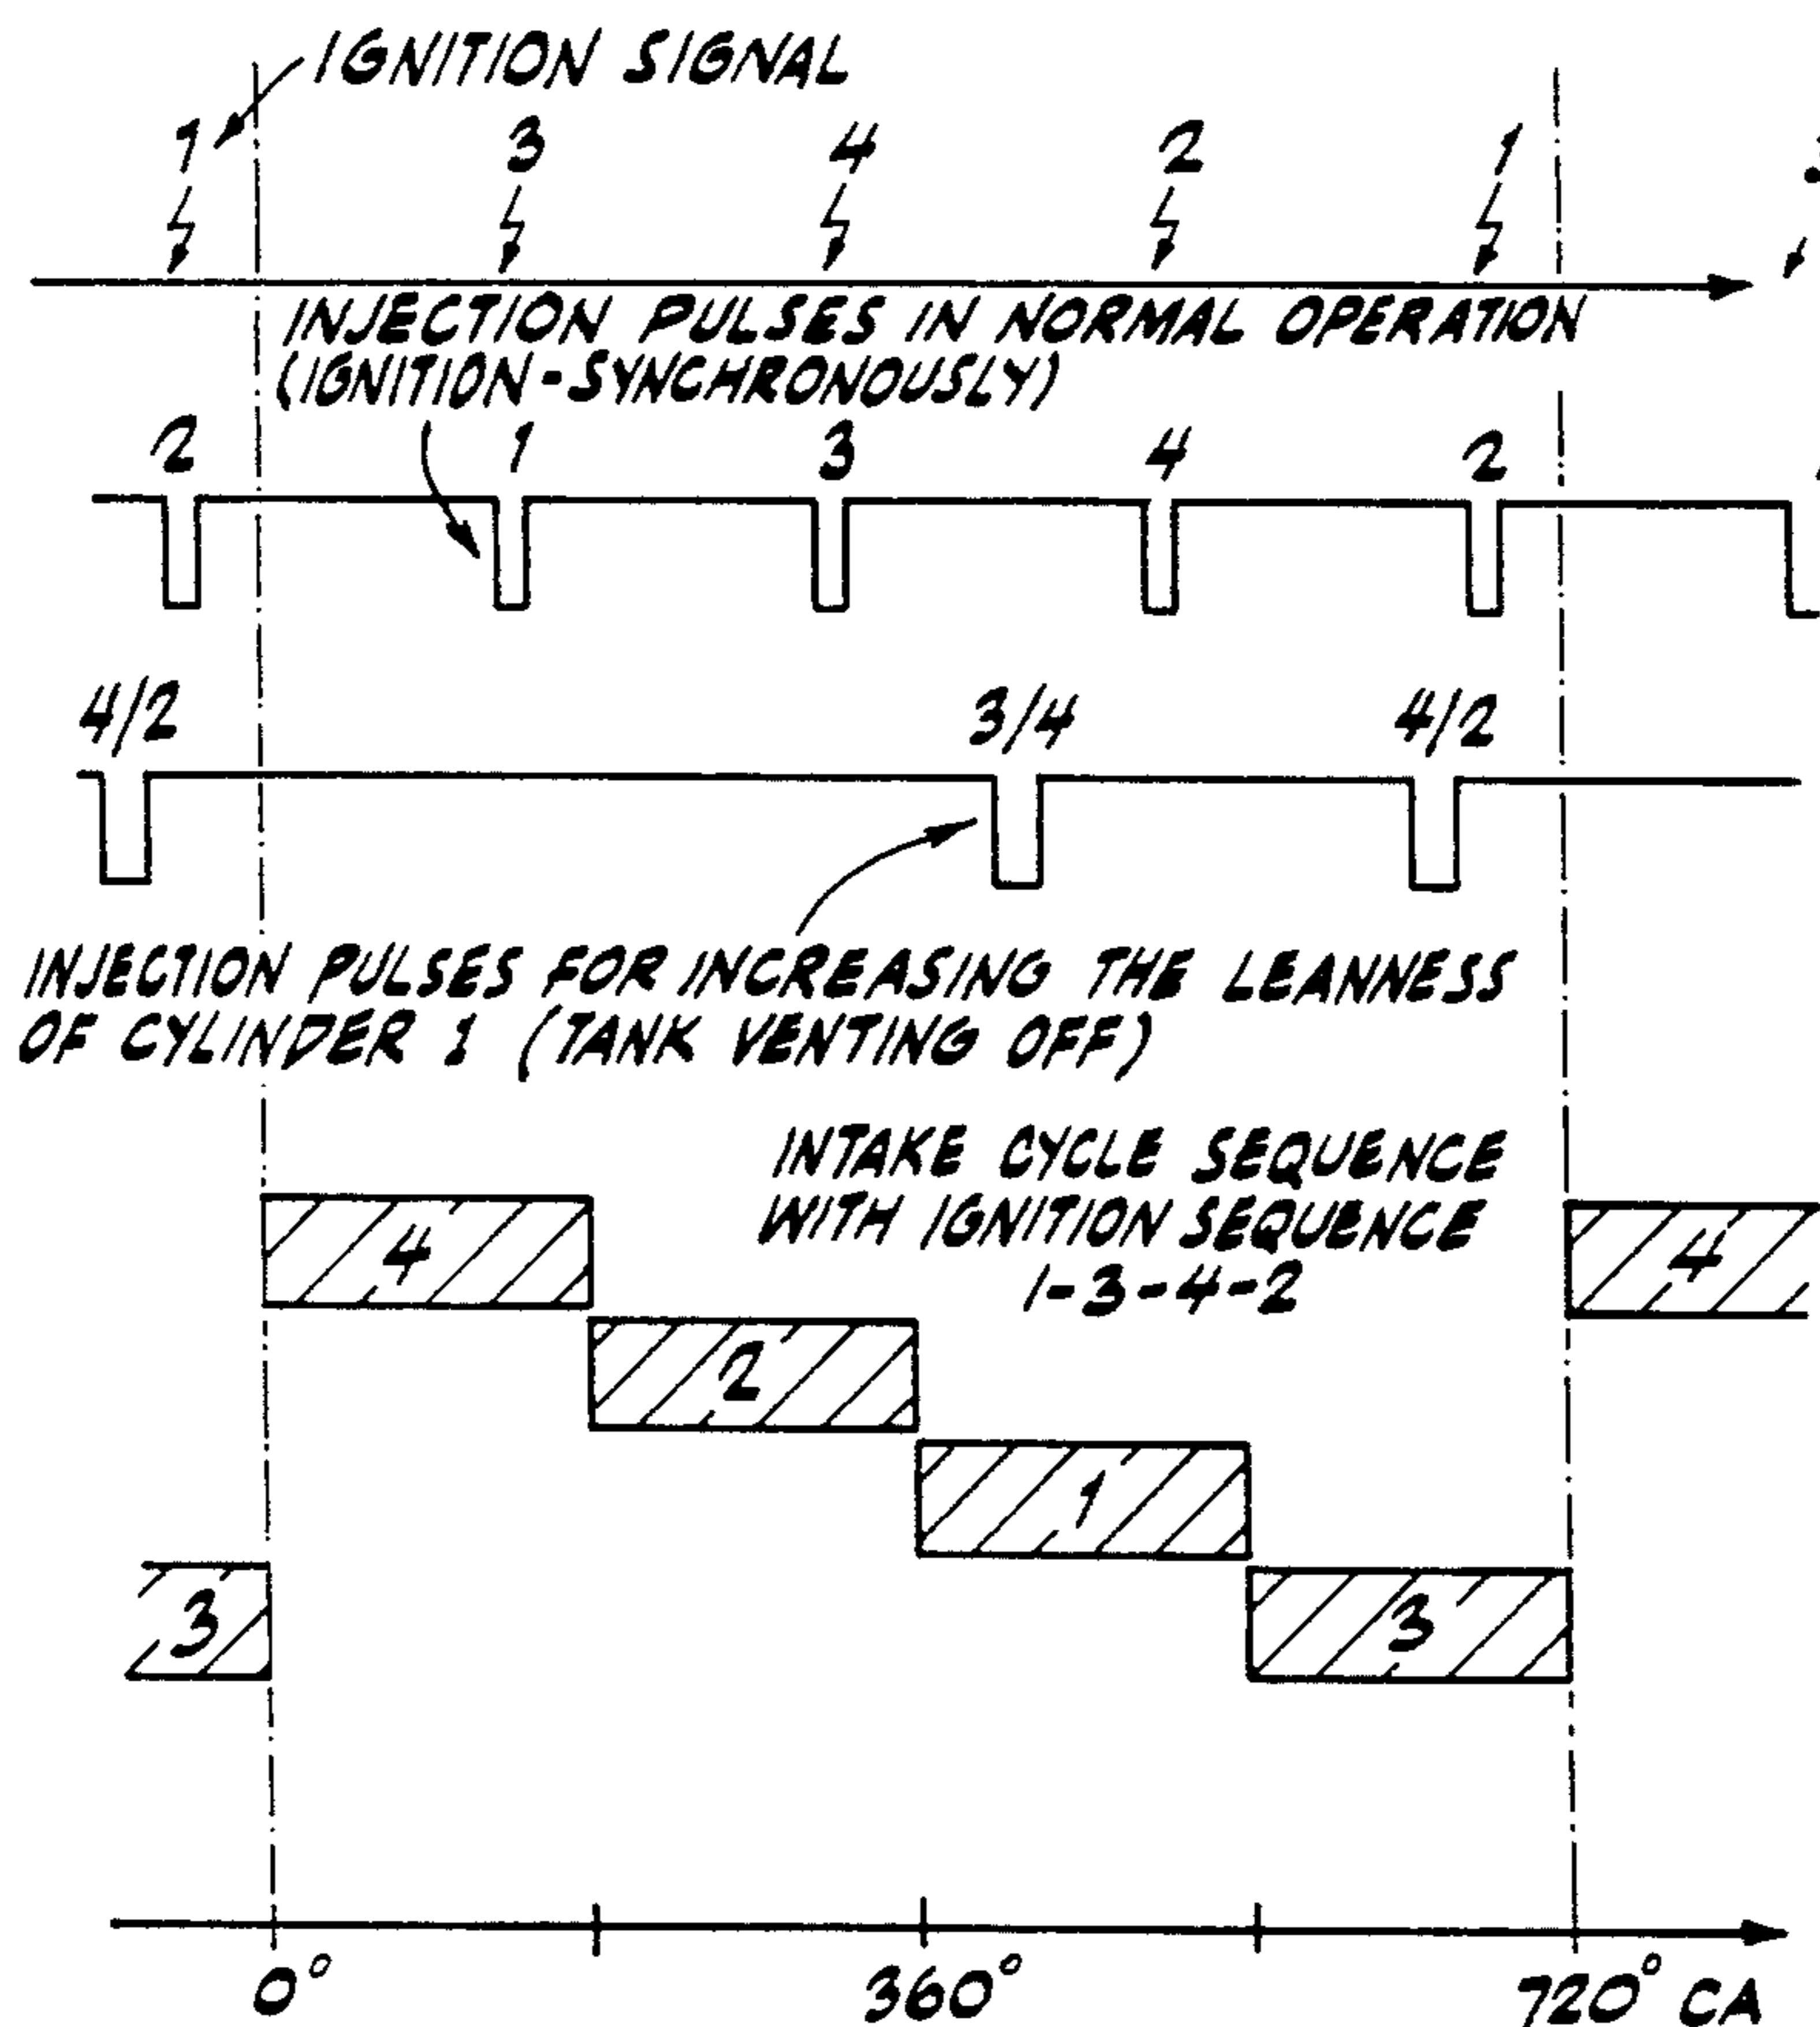 IGNITION SIGNAL
1 3 4 2 1
INJECTION PULSES IN NORMAL OPERATION
(IGNITION-SYNCHRONOUSLY)
2 1 3 4 2
4/2 3/4 4/2
INJECTION PULSES FOR INCREASING THE LEANNESS
OF CYLINDER 1 (TANK VENTING OFF)
INTAKE CYCLE SEQUENCE
WITH IGNITION SEQUENCE
1-3-4-2
4 4
2
1
3 3
0° 360° 720° CA